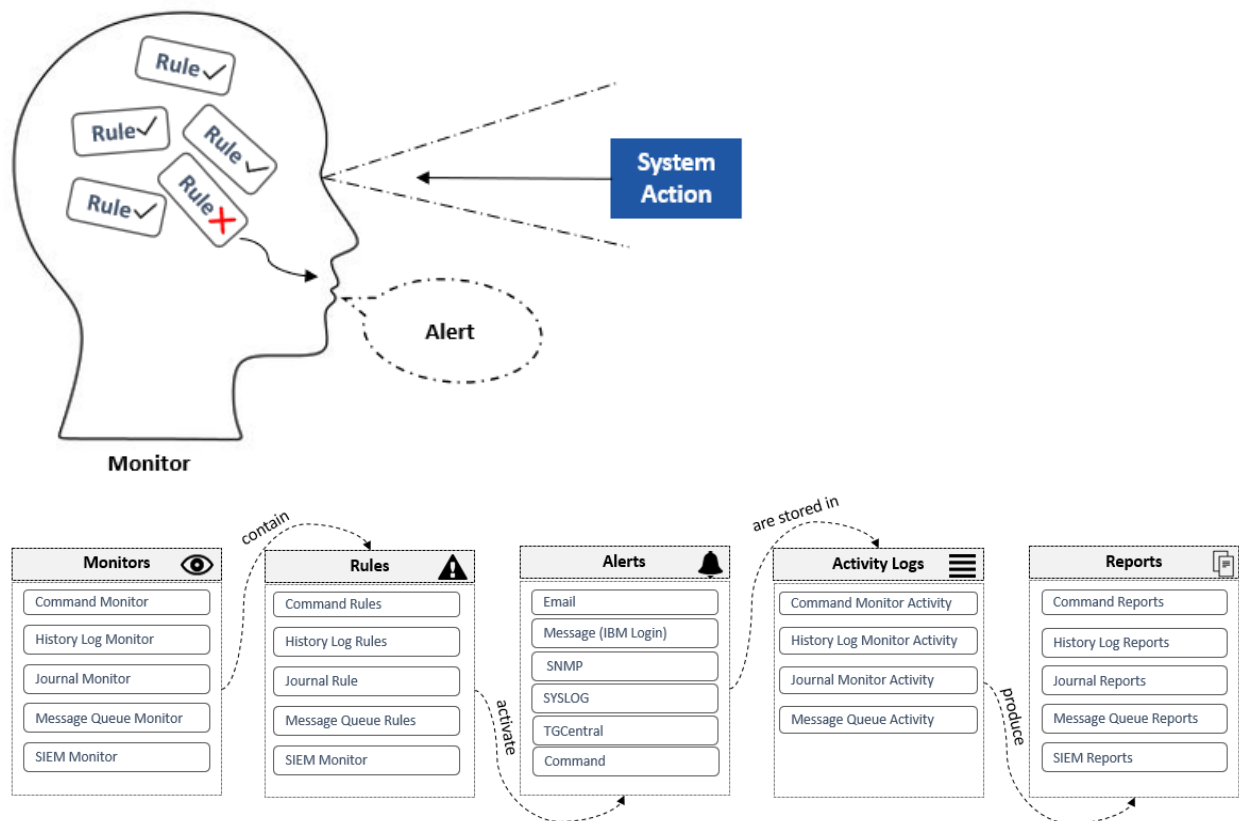 Rule
Rule
Rule
Rule
Rule
System
Action
Alert
Monitor
contain
are stored in
Monitors
Command Monitor
History Log Monitor
Journal Monitor
Message Queue Monitor
SIEM Monitor
Rules
Command Rules
History Log Rules
Journal Rule
Message Queue Rules
SIEM Monitor
activate
Alerts
Email
Message (IBM Login)
SNMP
SYSLOG
TGCentral
Command
Activity Logs
Command Monitor Activity
History Log Monitor Activity
Journal Monitor Activity
Message Queue Activity
produce
Reports
Command Reports
History Log Reports
Journal Reports
Message Queue Reports
SIEM Reports